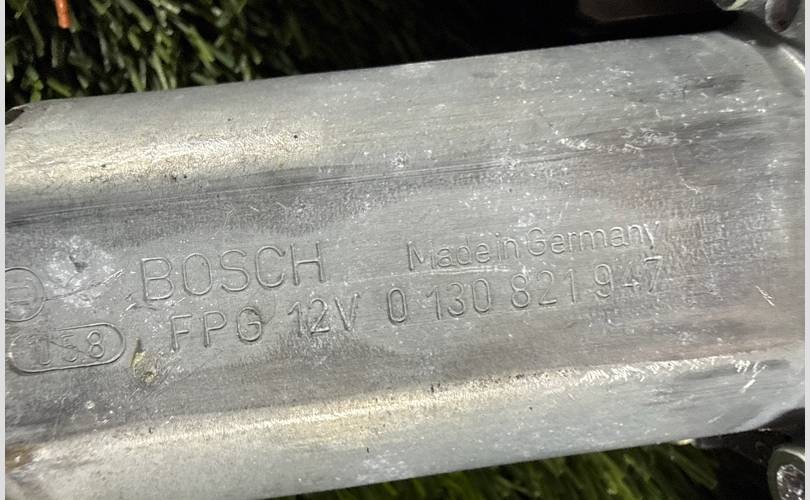 BOSCH Made in Germany
FPG 12V 0 130 821 947